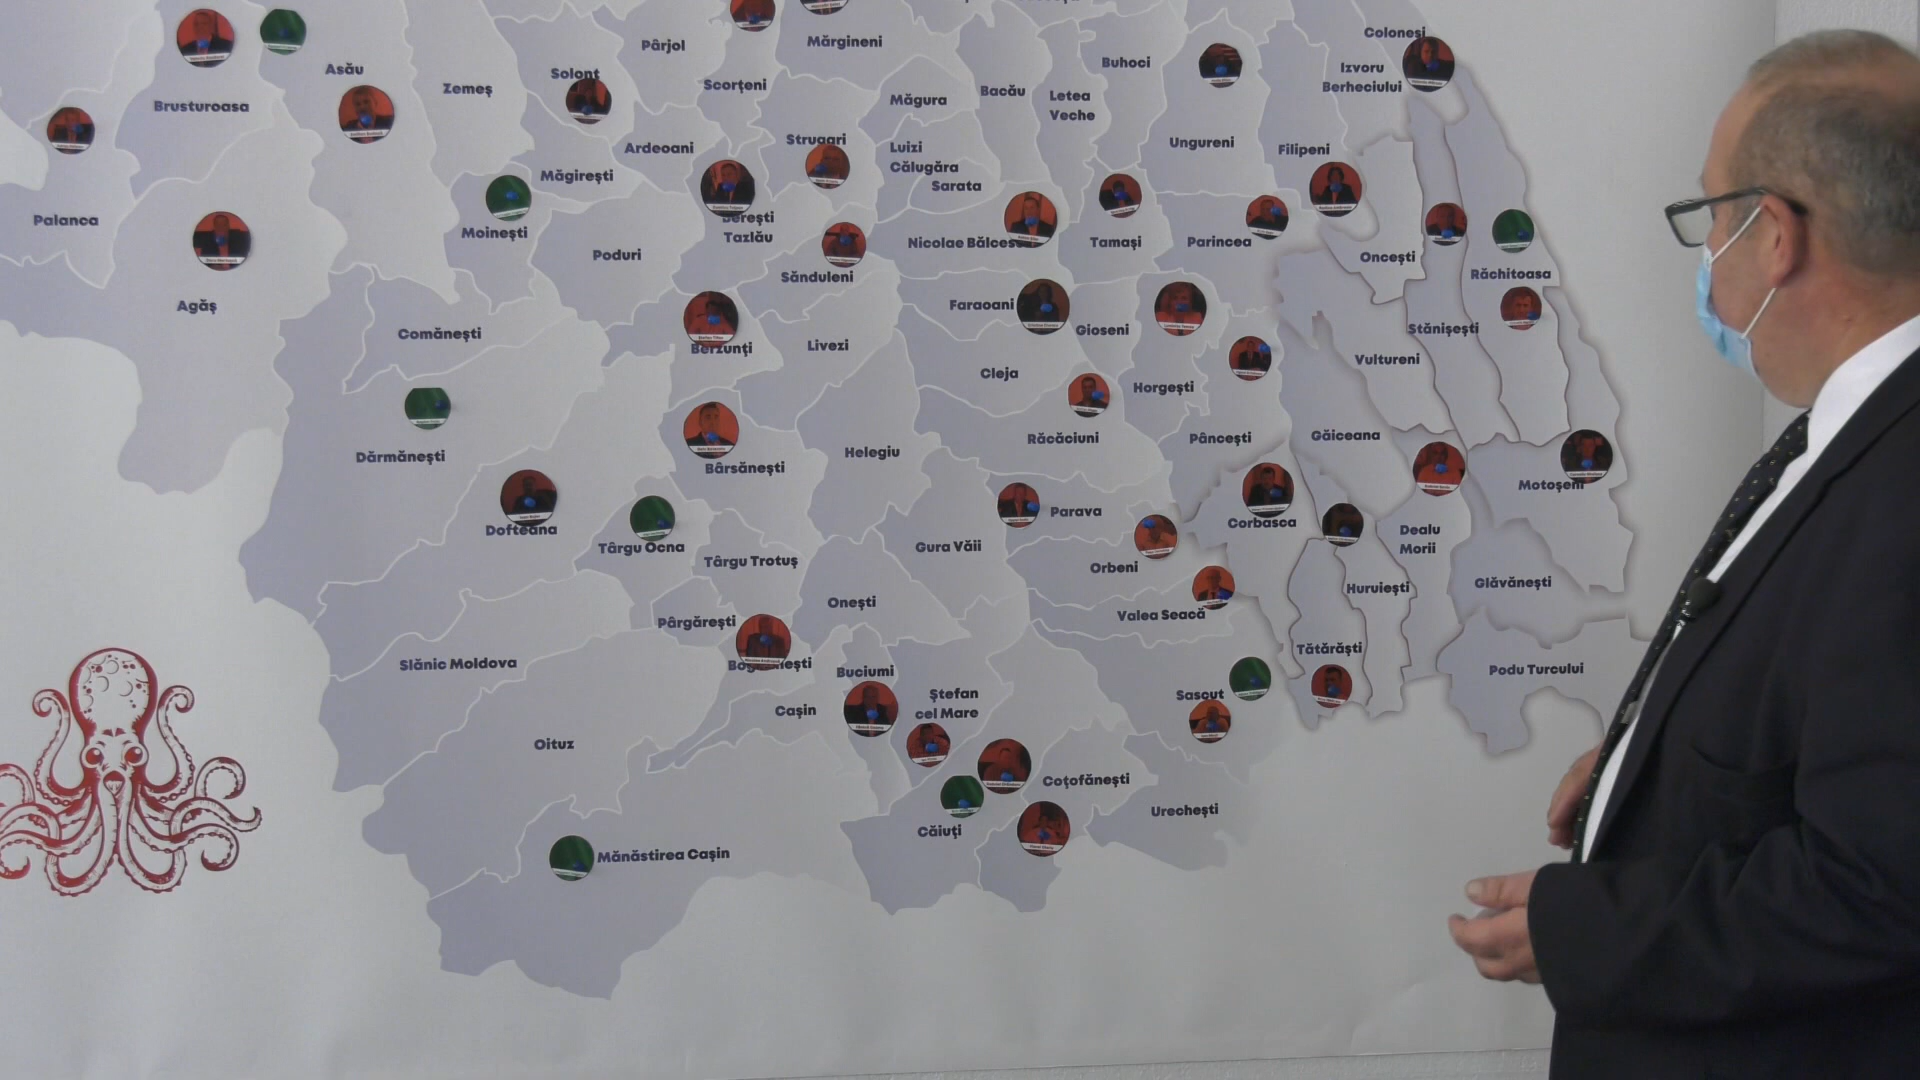 Colonești
Pârjol
Mărgineni
Buhoci
Izvoru
Berheciului
Asău
Solonț
Zemeș
Scorțeni
Bacău
Letea
Veche
Măgura
Brusturoasa
Strugari
Ungureni
Filipeni
Ardeoani
Luizi
Călugăra
Măgirești
Sarata
Palanca
Moinești
Berești
Tazlău
Nicolae Bălcescu
Tamași
Parincea
Poduri
Oncești
Răchitoasa
Sănduleni
Agăș
Faraoani
Gioseni
Stănișești
Comănești
Berzunți
Livezi
Vultureni
Cleja
Horgești
Răcăciuni
Pâncești
Găiceana
Dărmănești
Bârsănești
Helegiu
Motoșeni
Parava
Corbasca
Dofteana
Dealu
Morii
Târgu Ocna
Târgu Trotuș
Gura Văii
Orbeni
Glăvănești
Huruiești
Onești
Valea Seacă
Pârgărești
Tătărăști
Slănic Moldova
Buciumi
Podu Turcului
Ștefan
cel Mare
Sascut
Cașin
Oituz
Coțofănești
Urechești
Căiuți
Mănăstirea Cașin